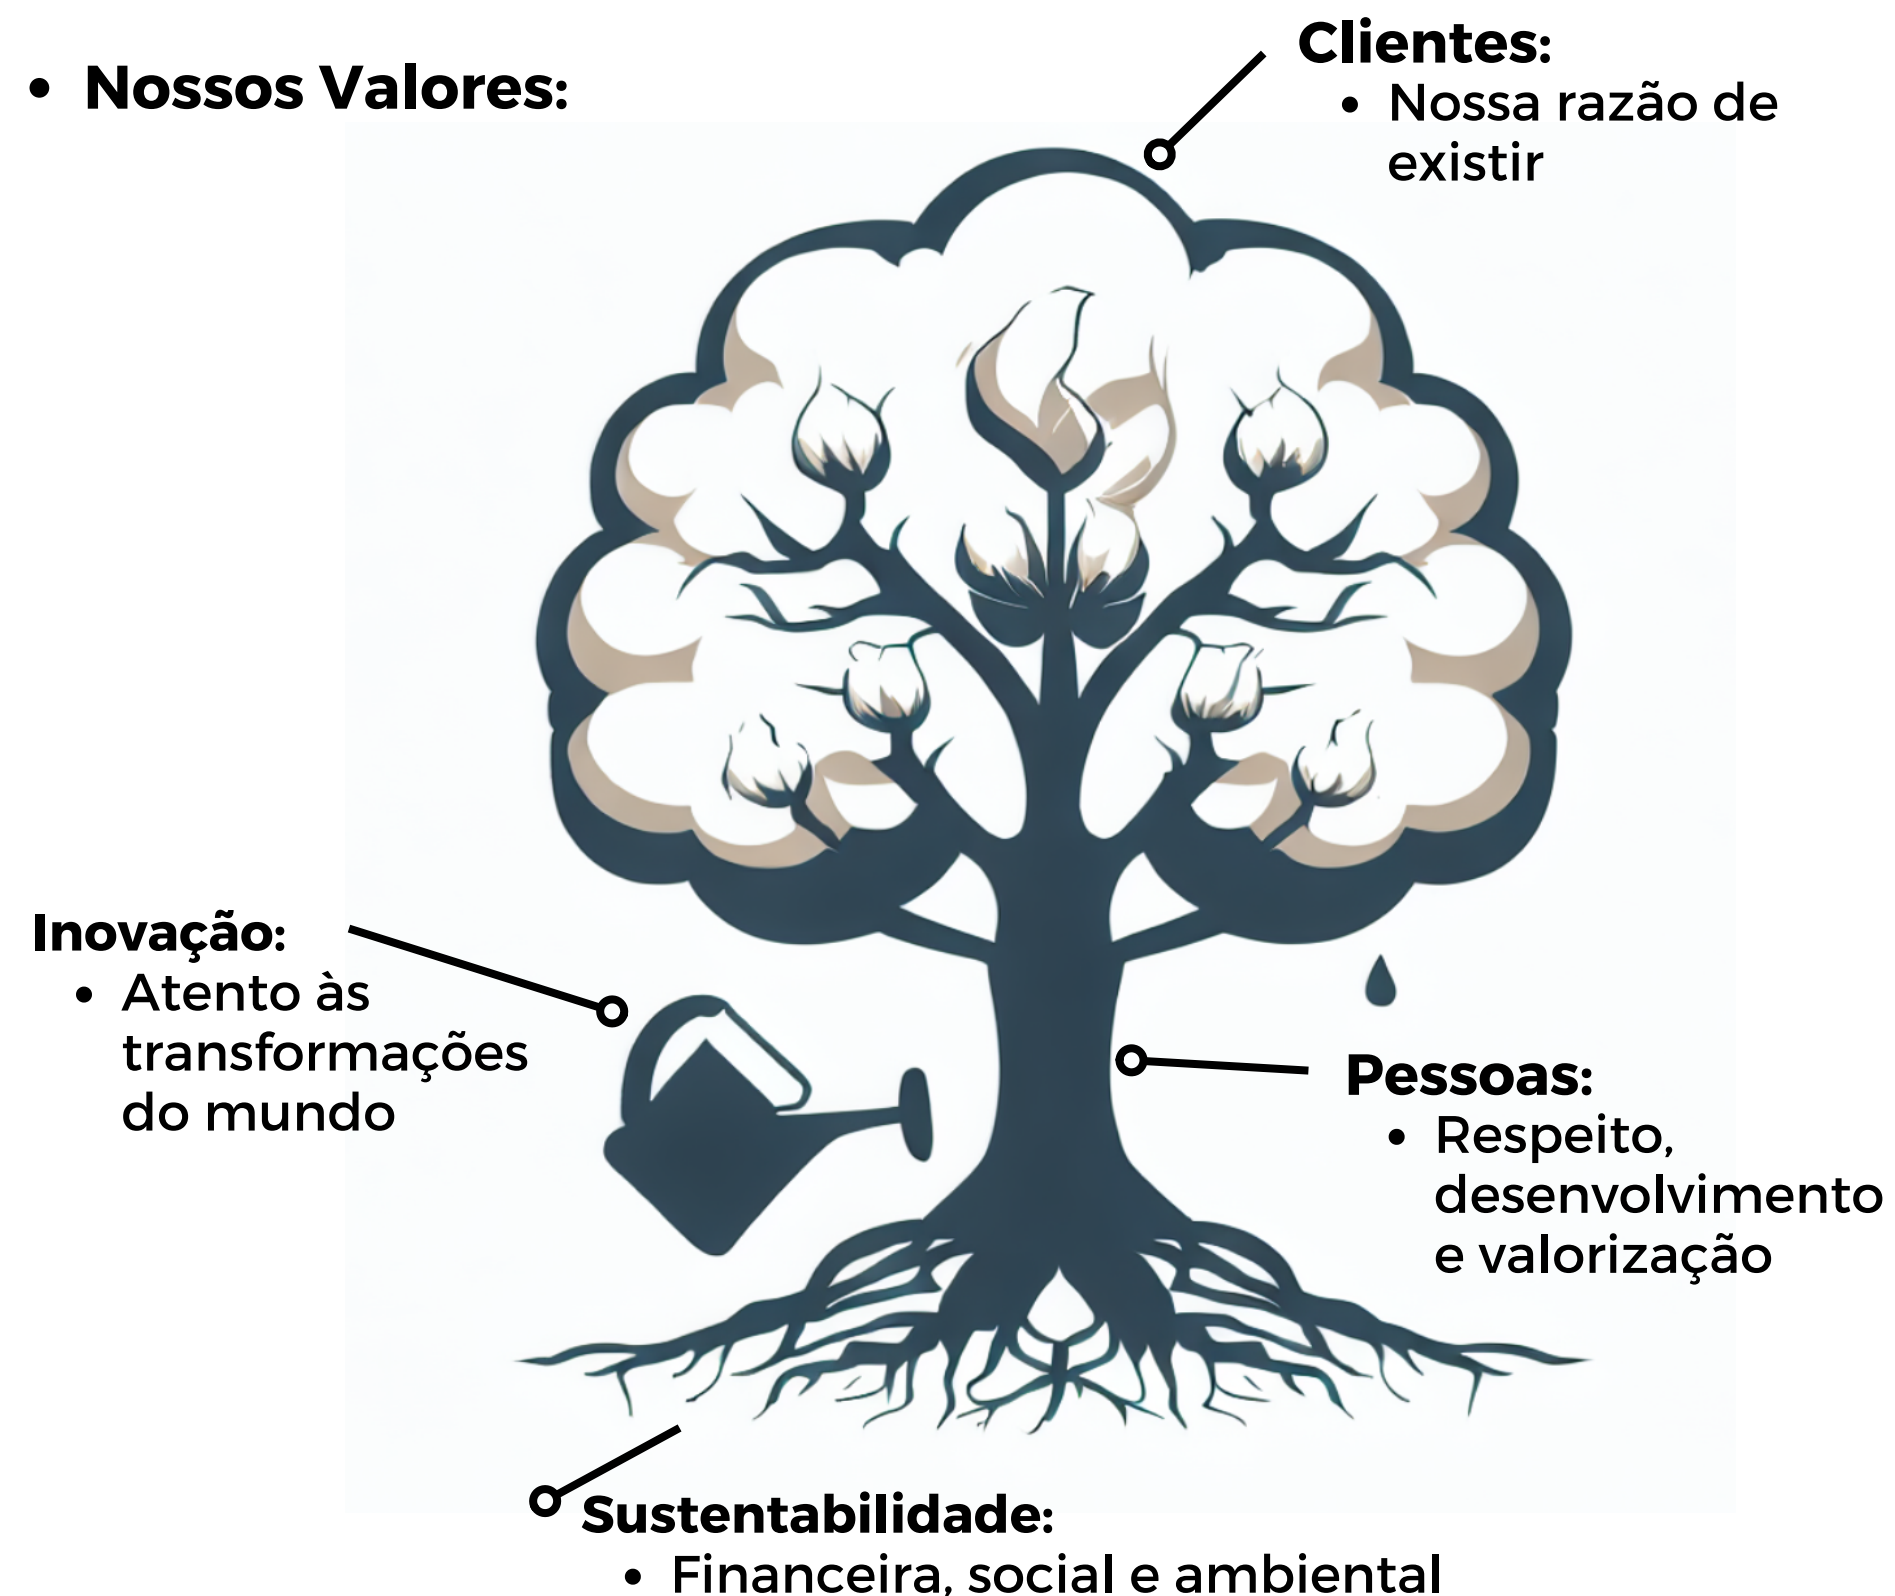 • Nossos Valores:
Clientes:
• Nossa razão de
existir
Inovação:
• Atento às
transformações
do mundo
Pessoas:
• Respeito,
desenvolvimento
e valorização
Sustentabilidade:
• Financeira, social e ambiental